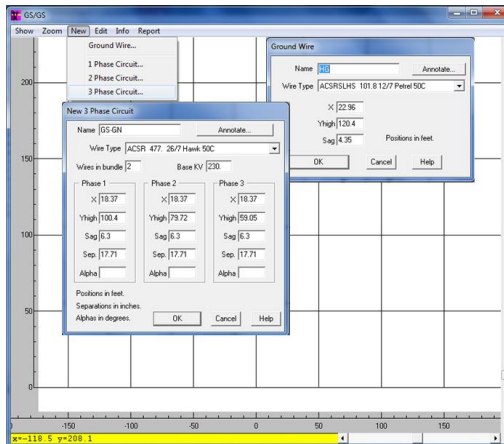 GS/GS
Show Zoom New Edit Info Report
Ground Wire...
1 Phase Circuit...
2 Phase Circuit...
3 Phase Circuit...
Ground Wire
Name HG Annotate...
Wire Type ACSRSLHS 101.8 12/7 Petrel 50C
X 22.96
Yhigh 120.4
Sag 4.35 Positions in feet.
OK Cancel Help
New 3 Phase Circuit
Name GS-GN Annotate...
Wire Type ACSR 477. 26/7 Hawk 50C
Wires in bundle 2 Base KV 230.
Phase 1 Phase 2 Phase 3
X 18.37 X 18.37 X 18.37
Yhigh 100.4 Yhigh 79.72 Yhigh 59.05
Sag 6.3 Sag 6.3 Sag 6.3
Sep. 17.71 Sep. 17.71 Sep. 17.71
Alpha Alpha Alpha
Positions in feet.
Separations in inches.
Alphas in degrees. OK Cancel Help
200
150
100
50
0
-150 -100 -50 0 50 100 150
x=-118.5 y=208.1